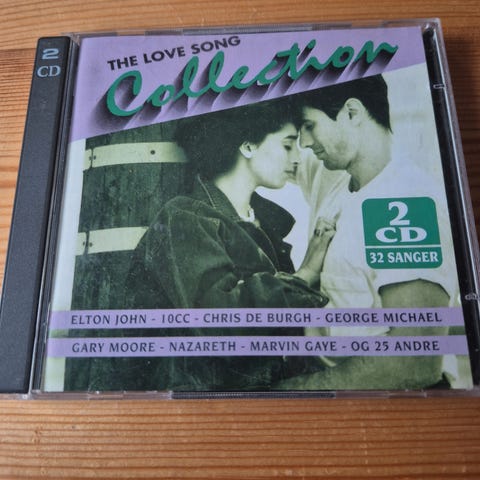 2
CD
THE LOVE SONG
Collection
2
CD
32 SANGER
ELTON JOHN - 10CC - CHRIS DE BURGH - GEORGE MICHAEL
GARY MOORE - NAZARETH - MARVIN GAYE - OG 25 ANDRE